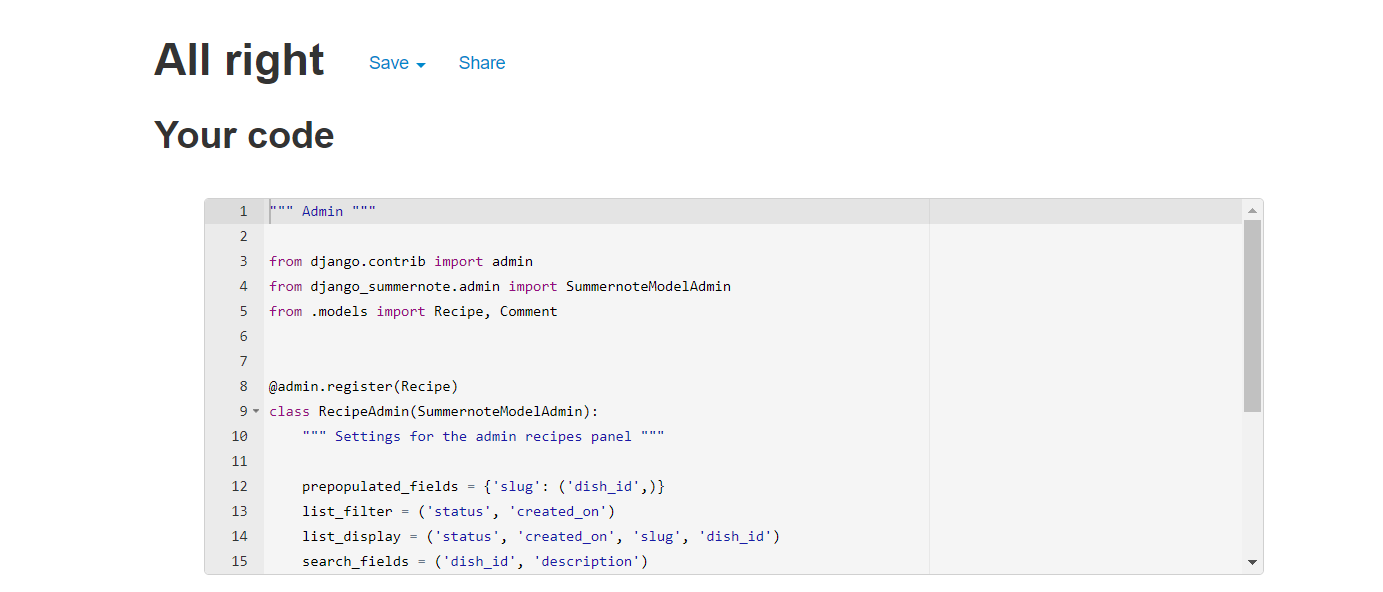 All right Save Share
Your code
1 """ Admin """
2
3 from django.contrib import admin
4 from django_summernote.admin import SummernoteModelAdmin
5 from .models import Recipe, Comment
6
7
8 @admin.register(Recipe)
9 class RecipeAdmin(SummernoteModelAdmin):
10     """ Settings for the admin recipes panel """
11
12     prepopulated_fields = {'slug': ('dish_id',)}
13     list_filter = ('status', 'created_on')
14     list_display = ('status', 'created_on', 'slug', 'dish_id')
15     search_fields = ('dish_id', 'description')